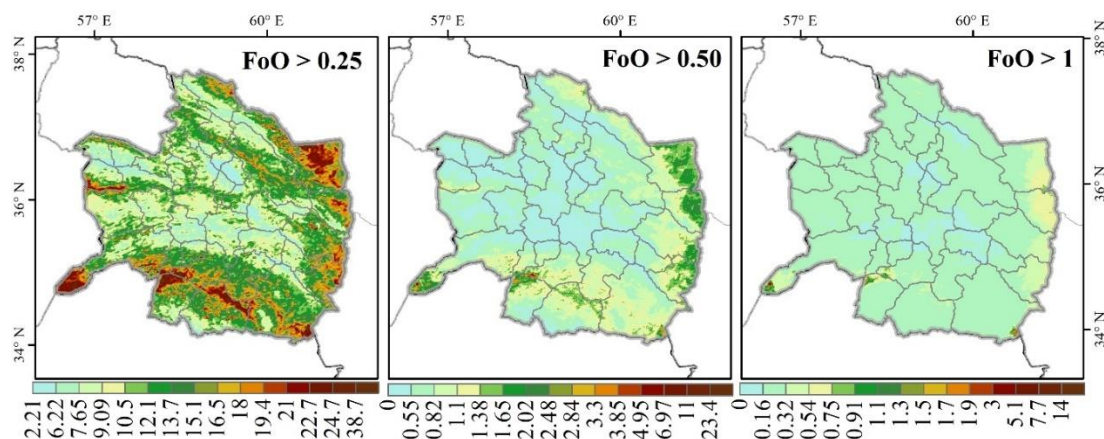 57° E 60° E 60° E 60° E
38° N FoO > 0.25 FoO > 0.50 FoO > 1 38° N
36° N 36° N
34° N 34° N
2.21 6.22 7.65 9.09 10.5 12.1 13.7 15.1 16.5 18 19.4 21 22.7 24.7 38.7
0 0.55 0.82 1.1 1.38 1.65 2.02 2.48 2.84 3.3 3.85 4.95 6.97 11 23.4
0 0.16 0.32 0.54 0.75 0.91 1.1 1.3 1.5 1.7 1.9 3 5.1 7.7 14